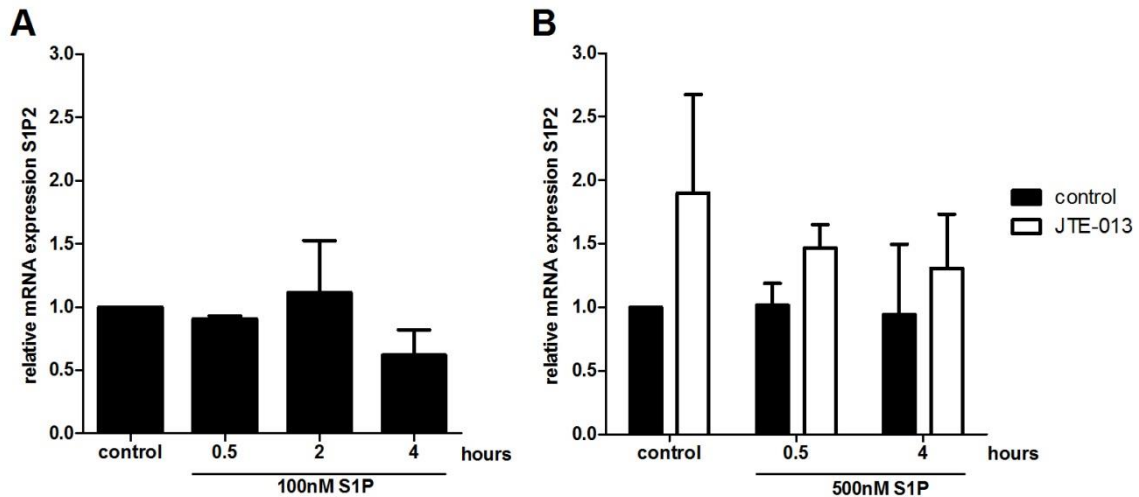 A
relative mRNA expression S1P2
3.0
2.5
2.0
1.5
1.0
0.5
0.0
control 0.5 2 4 hours
100nM S1P
B
relative mRNA expression S1P2
3.0
2.5
2.0
1.5
1.0
0.5
0.0
control 0.5 4 hours
500nM S1P
control
JTE-013